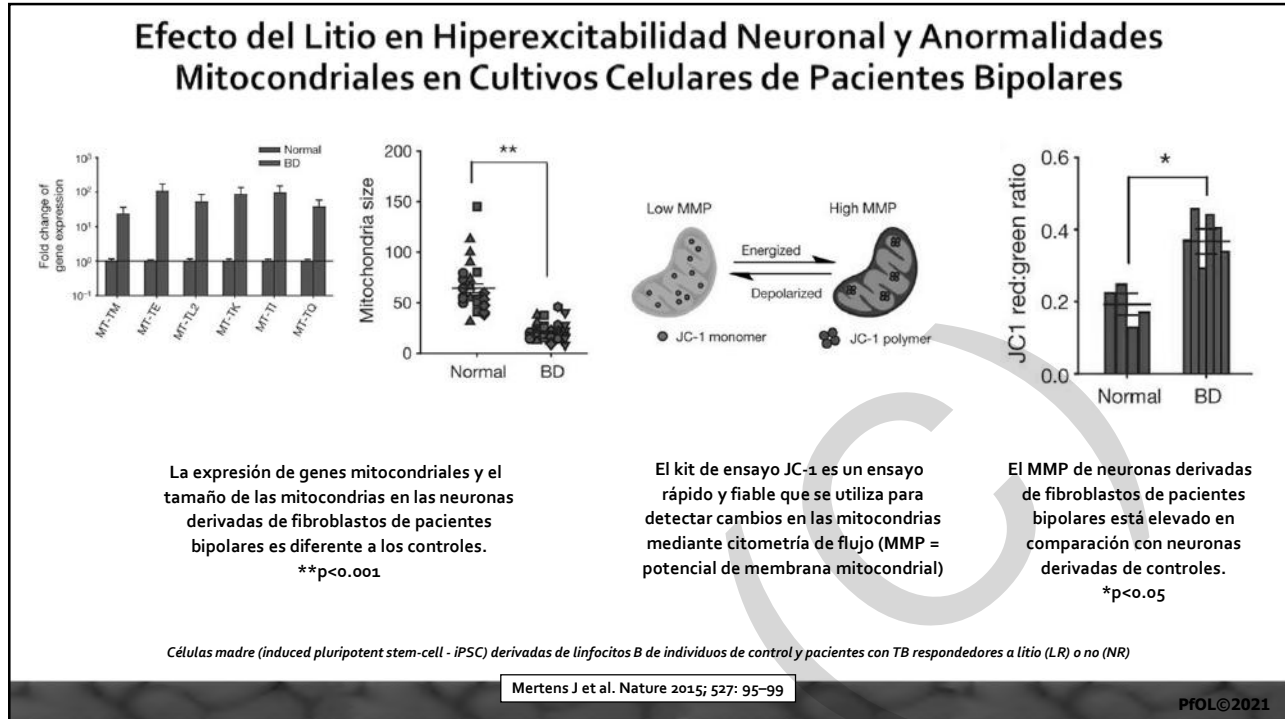 Efecto del Litio en Hiperexcitabilidad Neuronal y Anormalidades
Mitocondriales en Cultivos Celulares de Pacientes Bipolares
Normal
BD
Fold change of
gene expression
10³
10²
10¹
10⁰
10⁻¹
MT-TM
MT-TE
MT-TL2
MT-TK
MT-TI
MT-TQ
Mitochondria size
200
150
100
50
0
**
Normal
BD
Low MMP
High MMP
Energized
Depolarized
JC-1 monomer
JC-1 polymer
JC1 red:green ratio
0.6
0.4
0.2
0.0
*
Normal
BD
La expresión de genes mitocondriales y el
tamaño de las mitocondrias en las neuronas
derivadas de fibroblastos de pacientes
bipolares es diferente a los controles.
**p<0.001
El kit de ensayo JC-1 es un ensayo
rápido y fiable que se utiliza para
detectar cambios en las mitocondrias
mediante citometría de flujo (MMP =
potencial de membrana mitocondrial)
El MMP de neuronas derivadas
de fibroblastos de pacientes
bipolares está elevado en
comparación con neuronas
derivadas de controles.
*p<0.05
Células madre (induced pluripotent stem-cell - iPSC) derivadas de linfocitos B de individuos de control y pacientes con TB respondedores a litio (LR) o no (NR)
Mertens J et al. Nature 2015; 527: 95–99
PfOL©2021